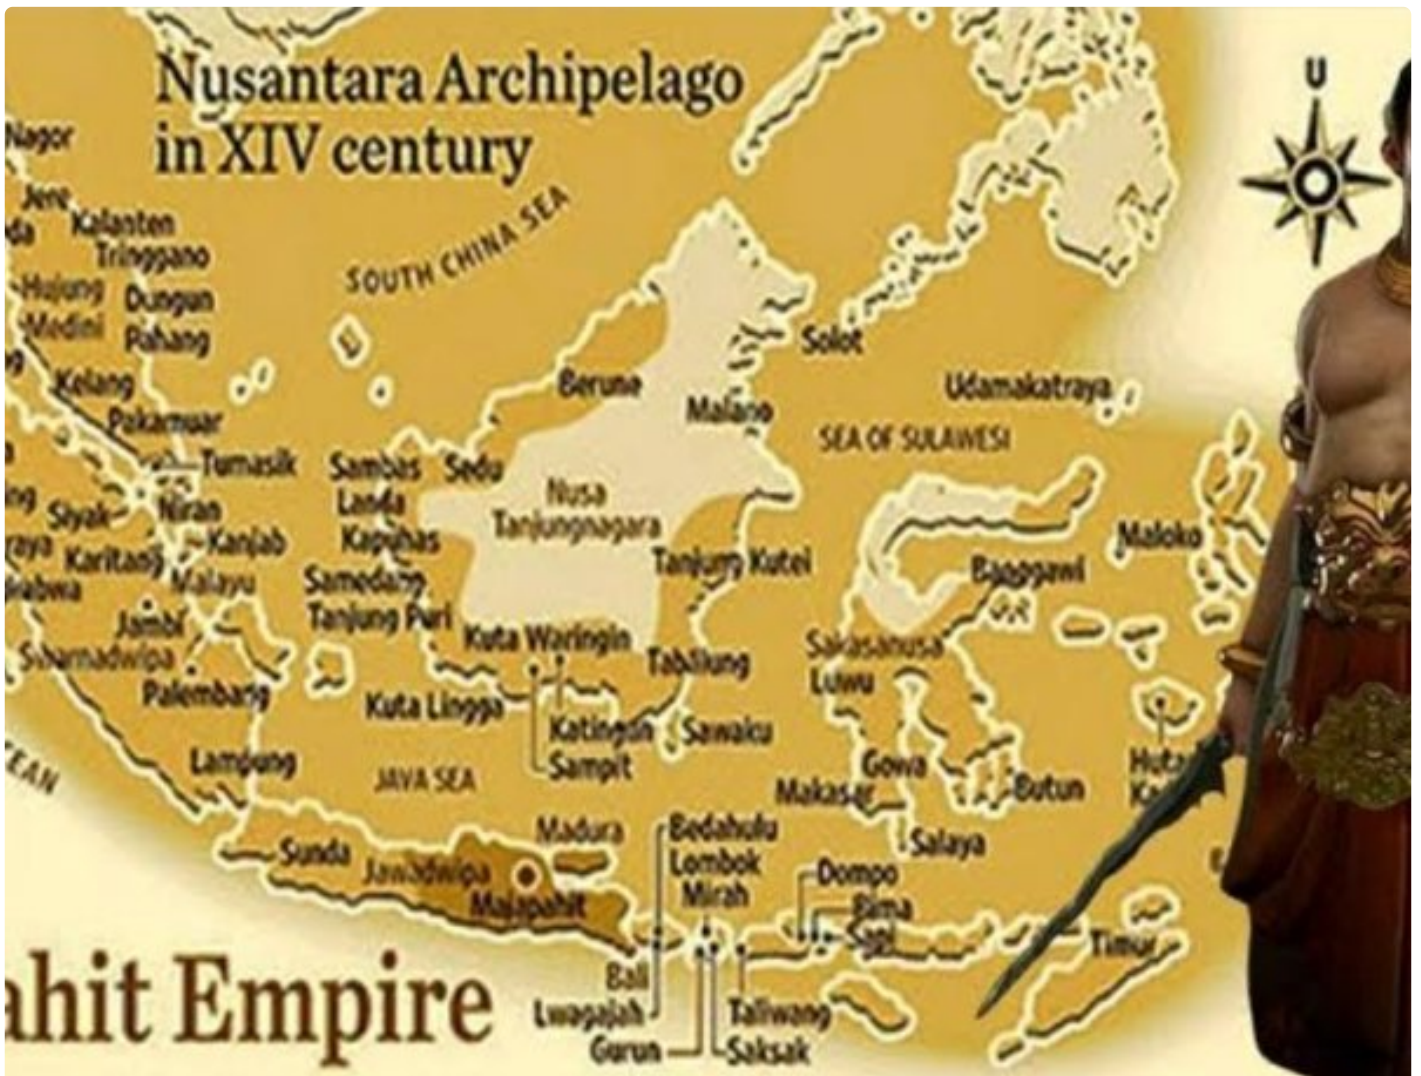 Nusantara Archipelago
in XIV century
U
Nagor
Jere
da
Kalanten
Tringgano
Hujung
Dungun
Medini
Pahang
Kelang
Pakamuar
Tumasik
Siyak
Niran
Karitang
Kanjab
Malayu
Jambi
Swarnadwipa
Palembang
Lampung
SOUTH CHINA SEA
Solot
Berune
Malano
Udamakatraya
SEA OF SULAWESI
Sambas
Sedu
Landa
Kapuhas
Nusa
Tanjungnagara
Samedang
Tanjung Puri
Tanjung Kutei
Kuta Waringin
Tabalung
Kuta Lingga
Katingan
Sawaku
Sampit
JAVA SEA
Maloko
Banggawi
Sakasanusa
Luwu
Gowa
Makasar
Butun
Salaya
Sunda
Jawadwipa
Majapahit
Madura
Bedahulu
Lombok
Mirah
Dompo
Bima
Timur
Bali
Lwagajah
Gurun
Taliwang
Saksak
ahit Empire